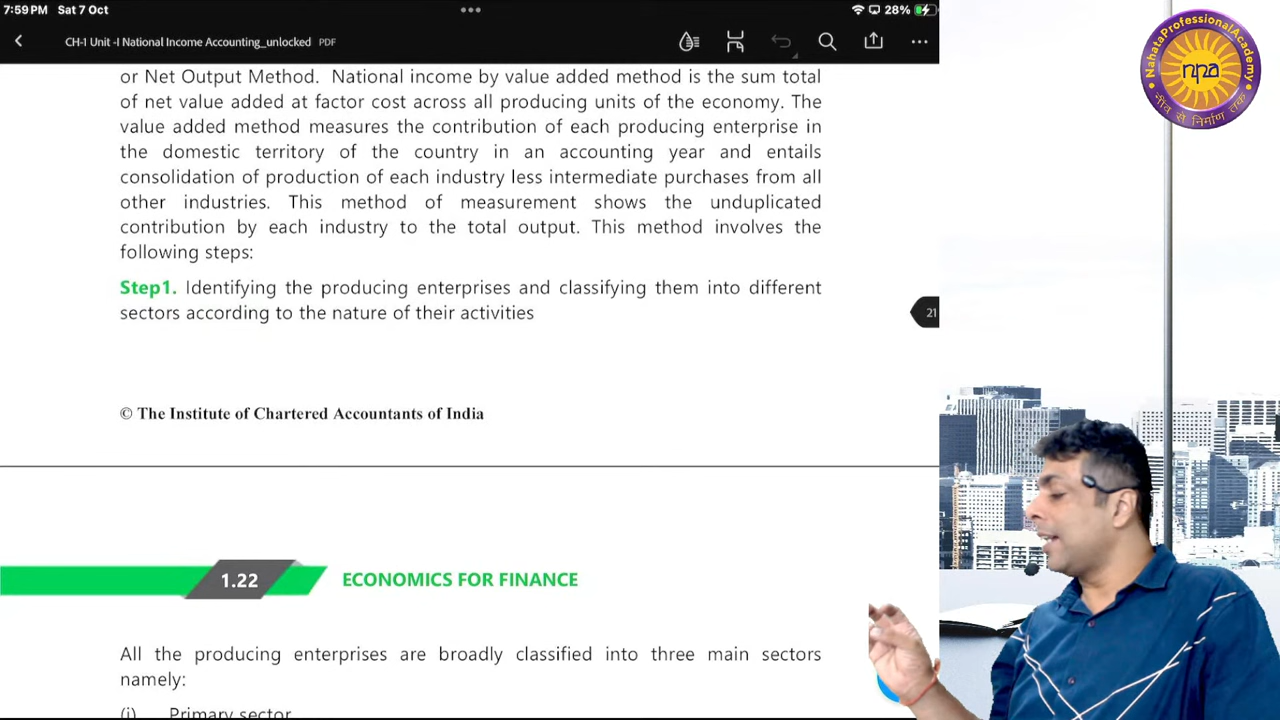 7:59 PM Sat 7 Oct
28%
CH-1 Unit -I National Income Accounting_unlocked PDF
NahataProfessionalAcademy
npa
नींव से निर्माण तक
or Net Output Method. National income by value added method is the sum total
of net value added at factor cost across all producing units of the economy. The
value added method measures the contribution of each producing enterprise in
the domestic territory of the country in an accounting year and entails
consolidation of production of each industry less intermediate purchases from all
other industries. This method of measurement shows the unduplicated
contribution by each industry to the total output. This method involves the
following steps:
Step1. Identifying the producing enterprises and classifying them into different
sectors according to the nature of their activities
21
© The Institute of Chartered Accountants of India
1.22 ECONOMICS FOR FINANCE
All the producing enterprises are broadly classified into three main sectors
namely:
(i) Primary sector